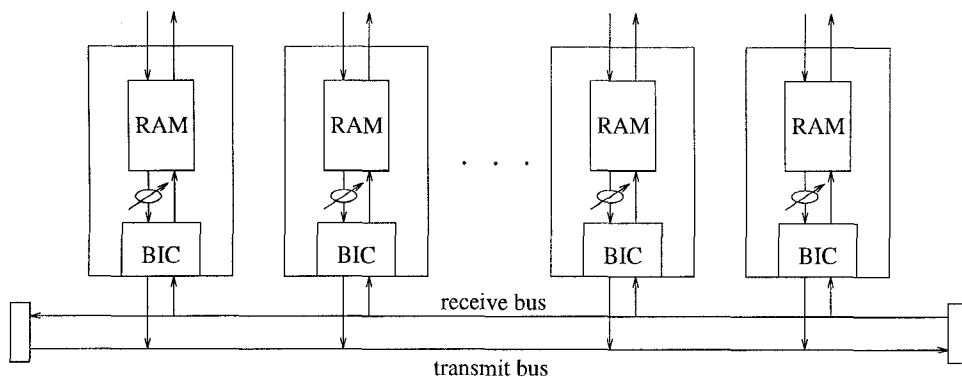 RAM RAM RAM RAM
. . .
BIC BIC BIC BIC
receive bus
transmit bus